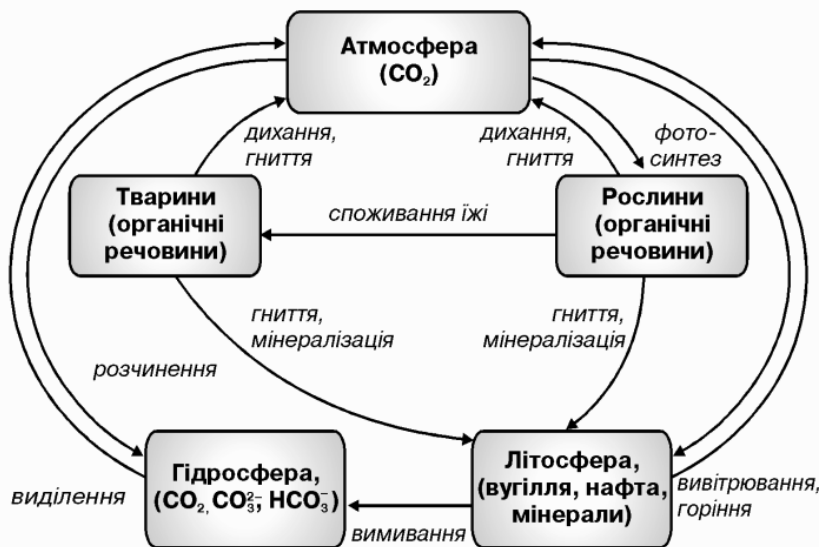 Атмосфера
(CO₂)
дихання,
гниття
дихання,
гниття
фото-
синтез
Тварини
(органічні
речовини)
споживання їжі
Рослини
(органічні
речовини)
гниття,
мінералізація
гниття,
мінералізація
розчинення
Гідросфера,
(CO₂, CO₃²⁻, HCO₃⁻)
Літосфера,
(вугілля, нафта,
мінерали)
виділення
вимивання
вивітрювання,
горіння